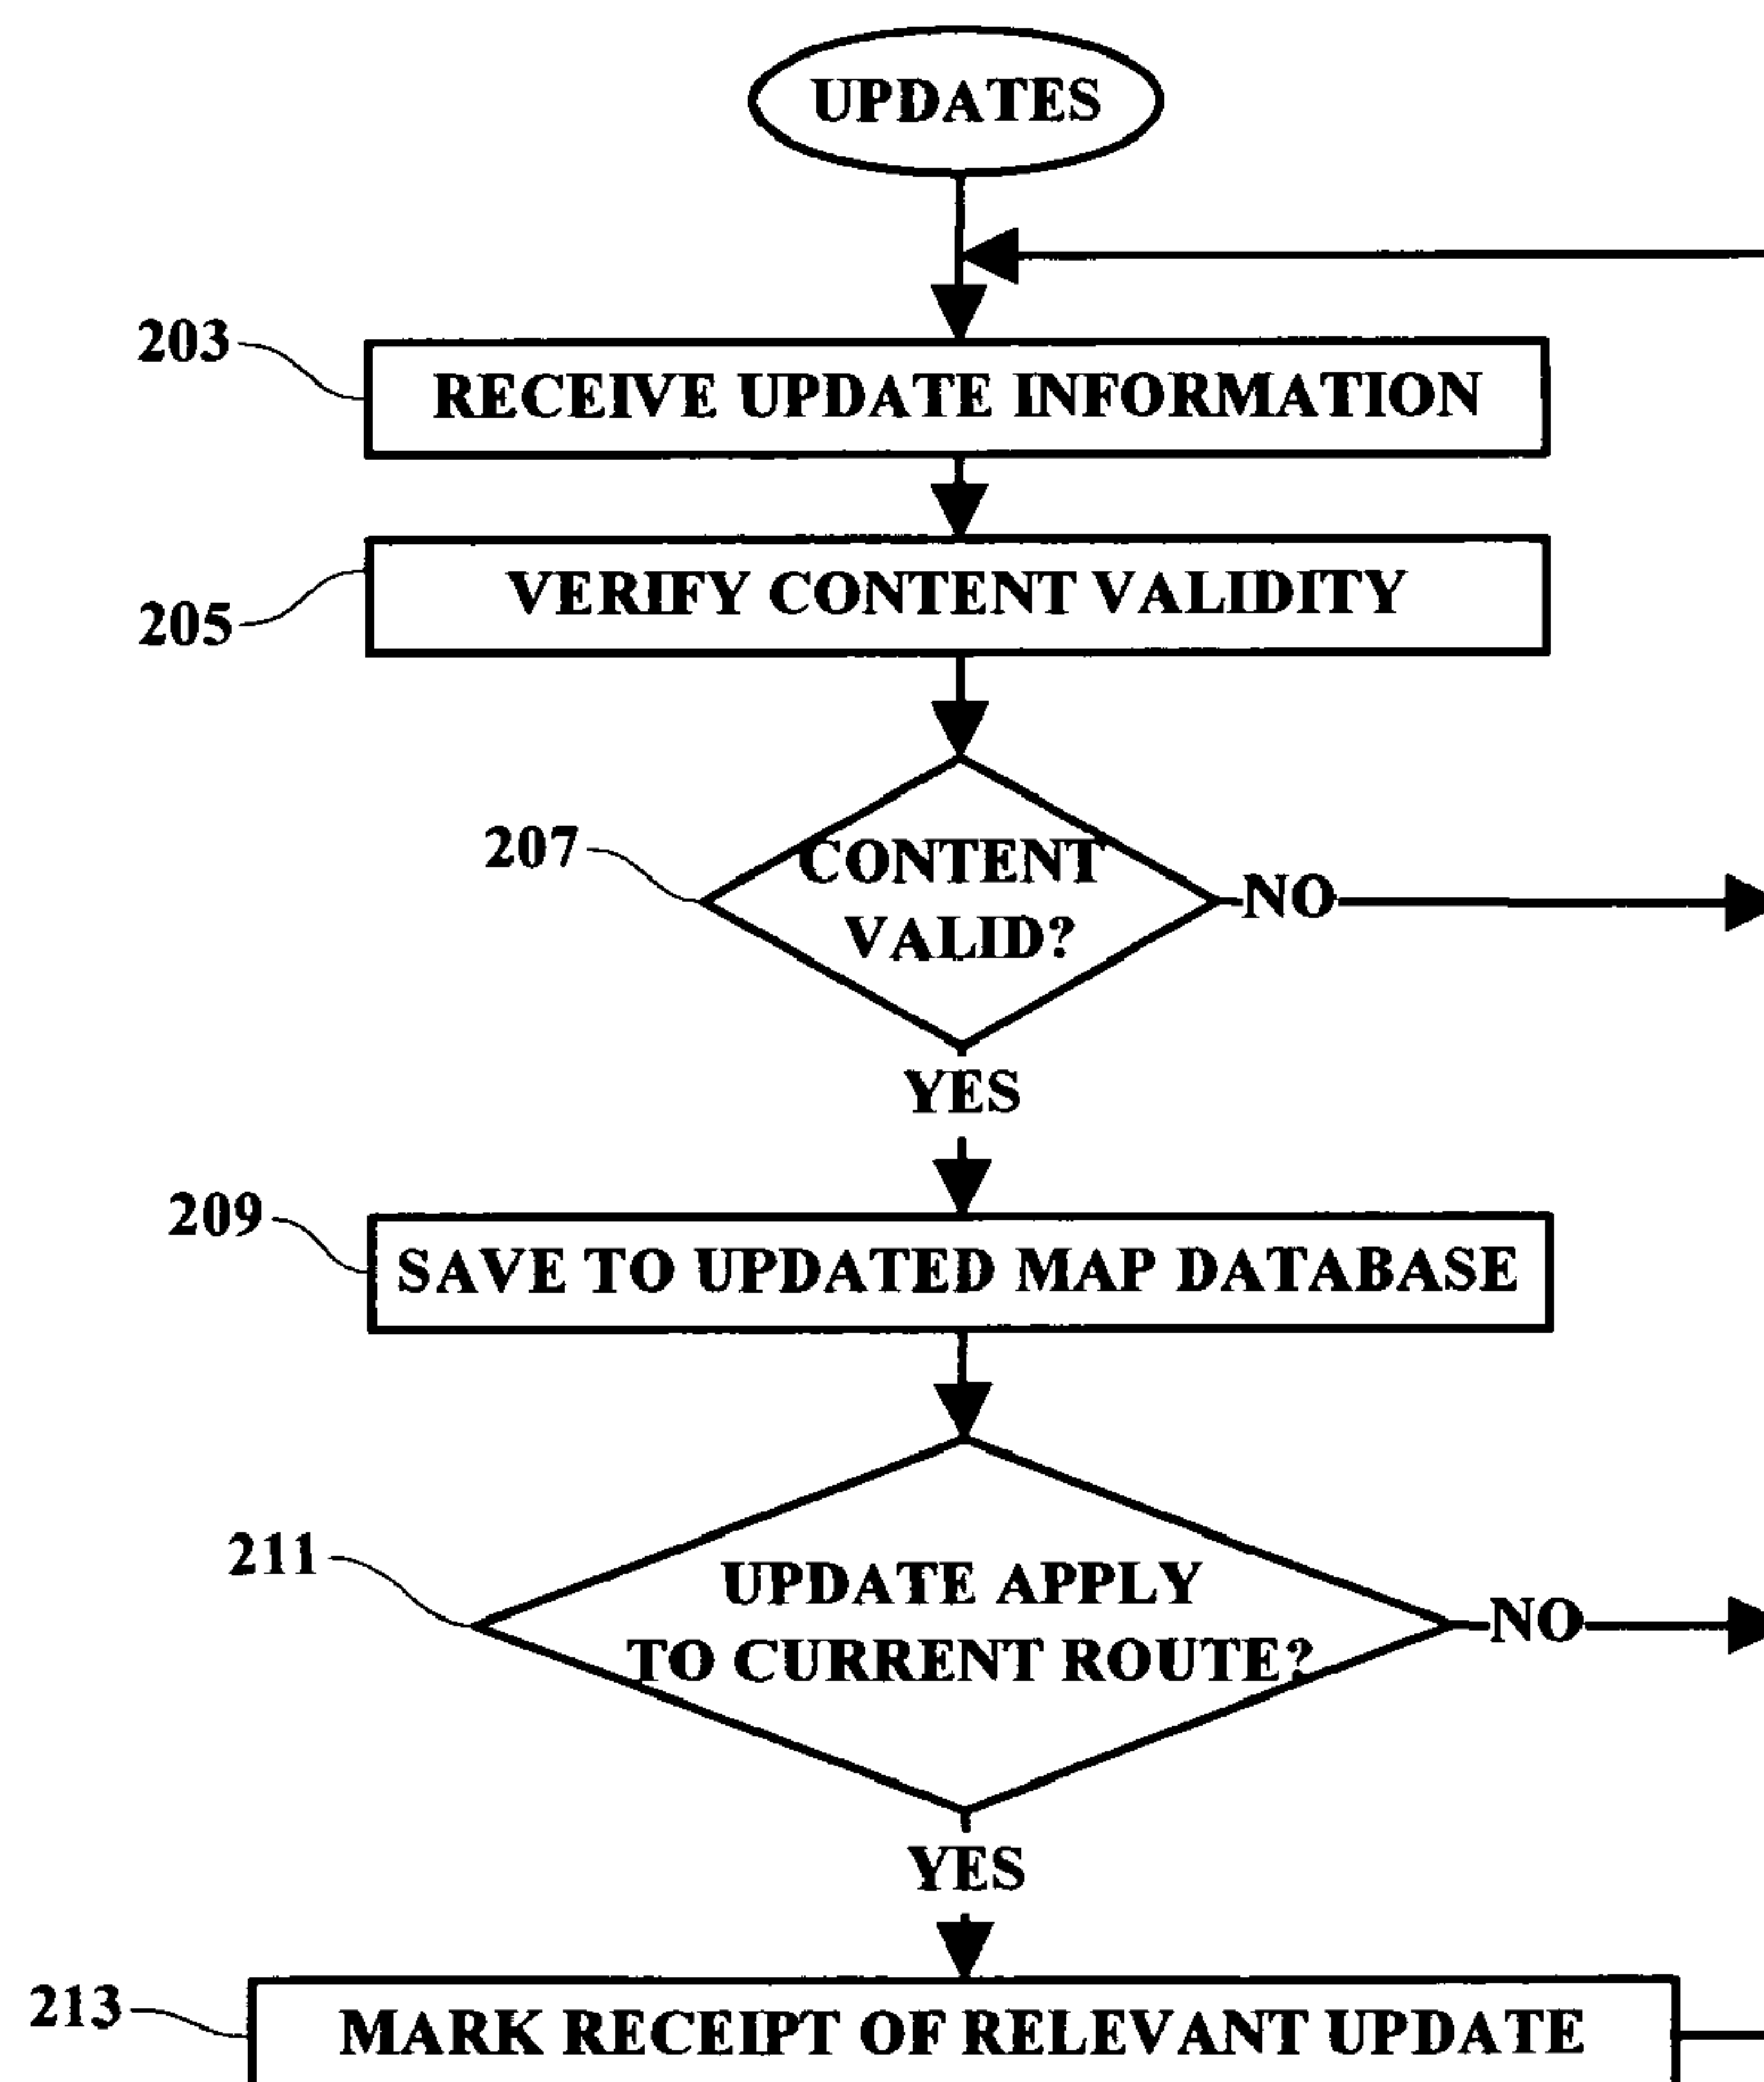 UPDATES
203
RECEIVE UPDATE INFORMATION
VERIFY CONTENT VALIDITY
205
207
CONTENT
VALID?
NO
YES
209
SAVE TO UPDATED MAP DATABASE
211
UPDATE APPLY
TO CURRENT ROUTE?
NO
YES
213
MARK RECEIPT OF RELEVANT UPDATE